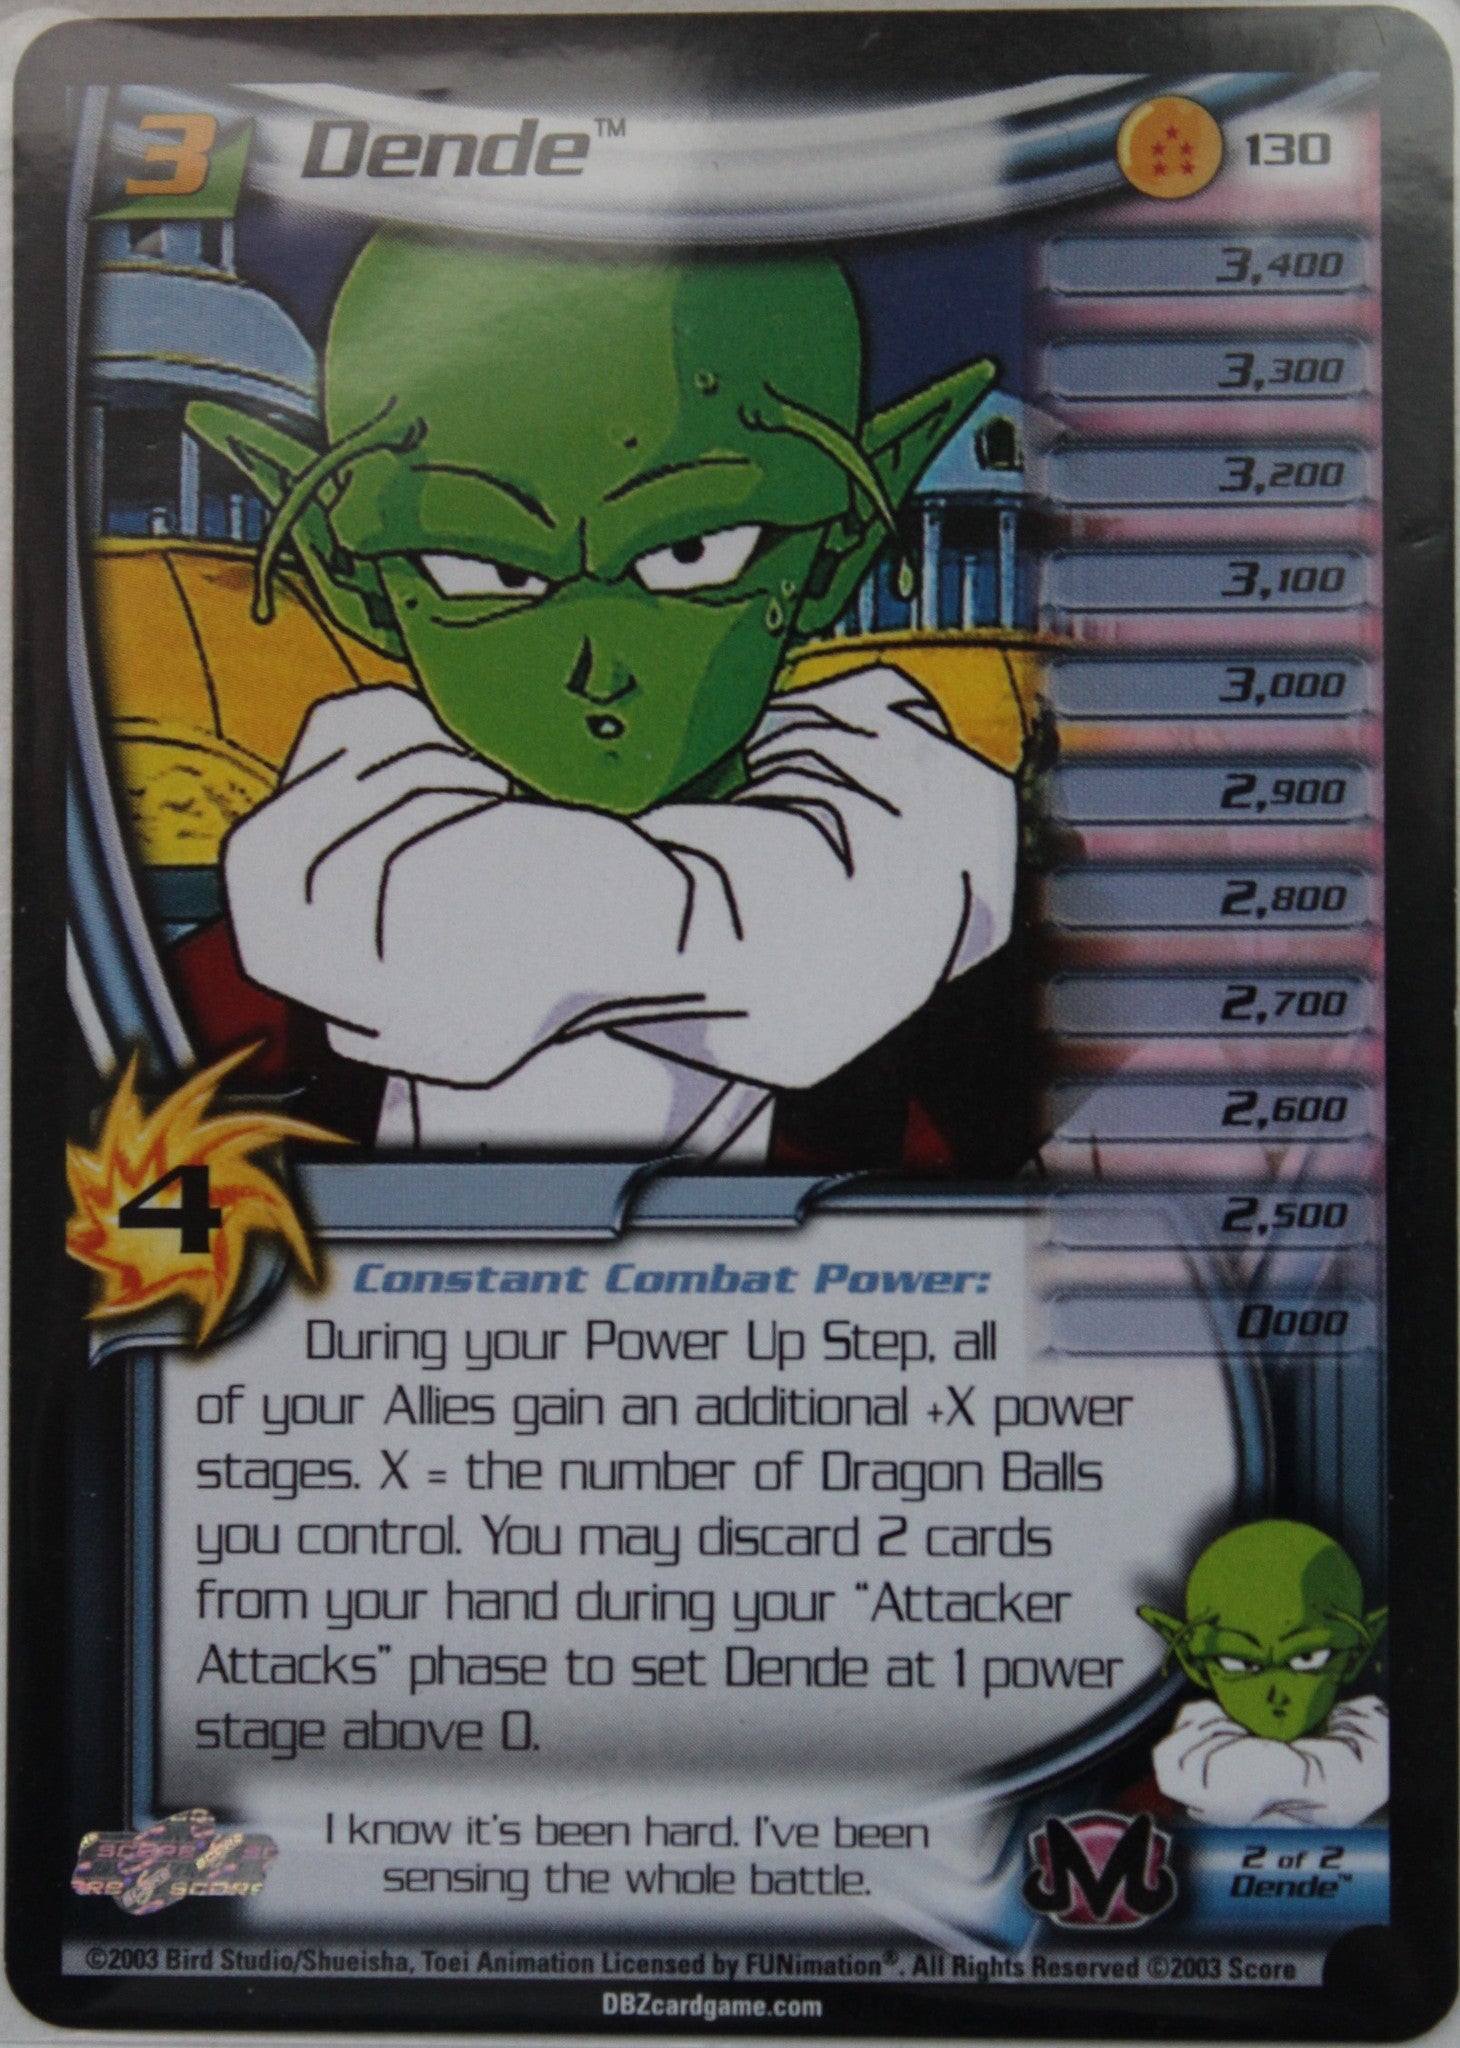 3 Dende™ 130
3,400
3,300
3,200
3,100
3,000
2,900
2,800
2,700
2,600
2,500
0000
4
Constant Combat Power:
During your Power Up Step, all
of your Allies gain an additional +X power
stages. X = the number of Dragon Balls
you control. You may discard 2 cards
from your hand during your "Attacker
Attacks" phase to set Dende at 1 power
stage above 0.
I know it's been hard. I've been
sensing the whole battle.
SCORE
SCORE
M
2 of 2
Dende™
©2003 Bird Studio/Shueisha, Toei Animation Licensed by FUNimation®. All Rights Reserved ©2003 Score
DBZcardgame.com